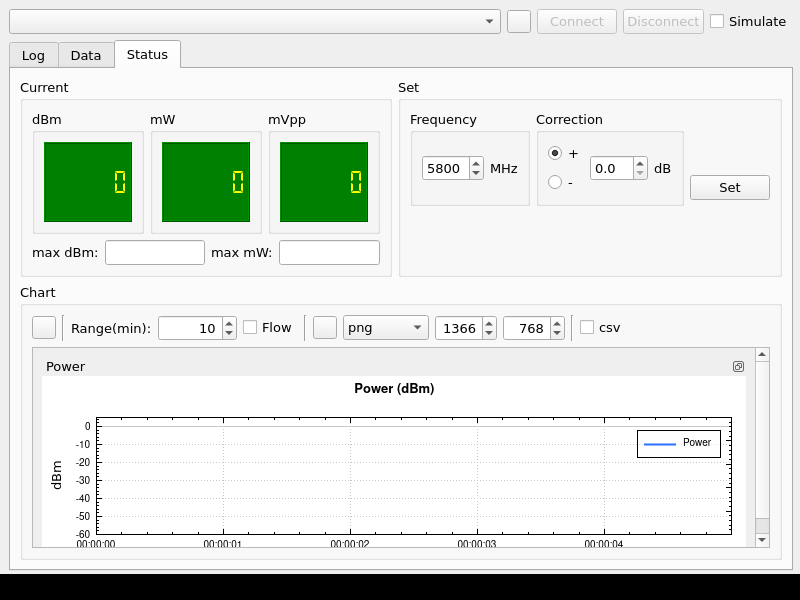 Connect Disconnect Simulate
Log Data Status
Current Set
dBm mW mVpp Frequency Correction
0 0 0 5800 MHz + - 0.0 dB Set
max dBm: max mW:
Chart
Range(min): 10 Flow png 1366 768 csv
Power
Power (dBm)
Power
dBm
0
-10
-20
-30
-40
-50
-60
00:00:00 00:00:01 00:00:02 00:00:03 00:00:04